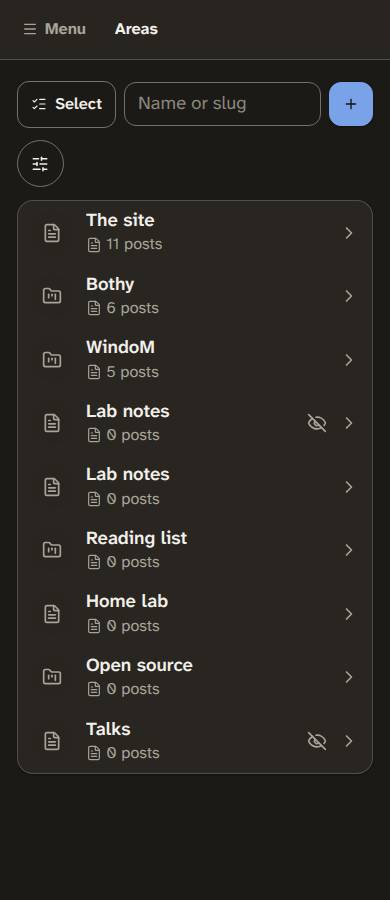 Menu Areas
Select
Name or slug
The site
11 posts
Bothy
6 posts
WindoM
5 posts
Lab notes
0 posts
Lab notes
0 posts
Reading list
0 posts
Home lab
0 posts
Open source
0 posts
Talks
0 posts